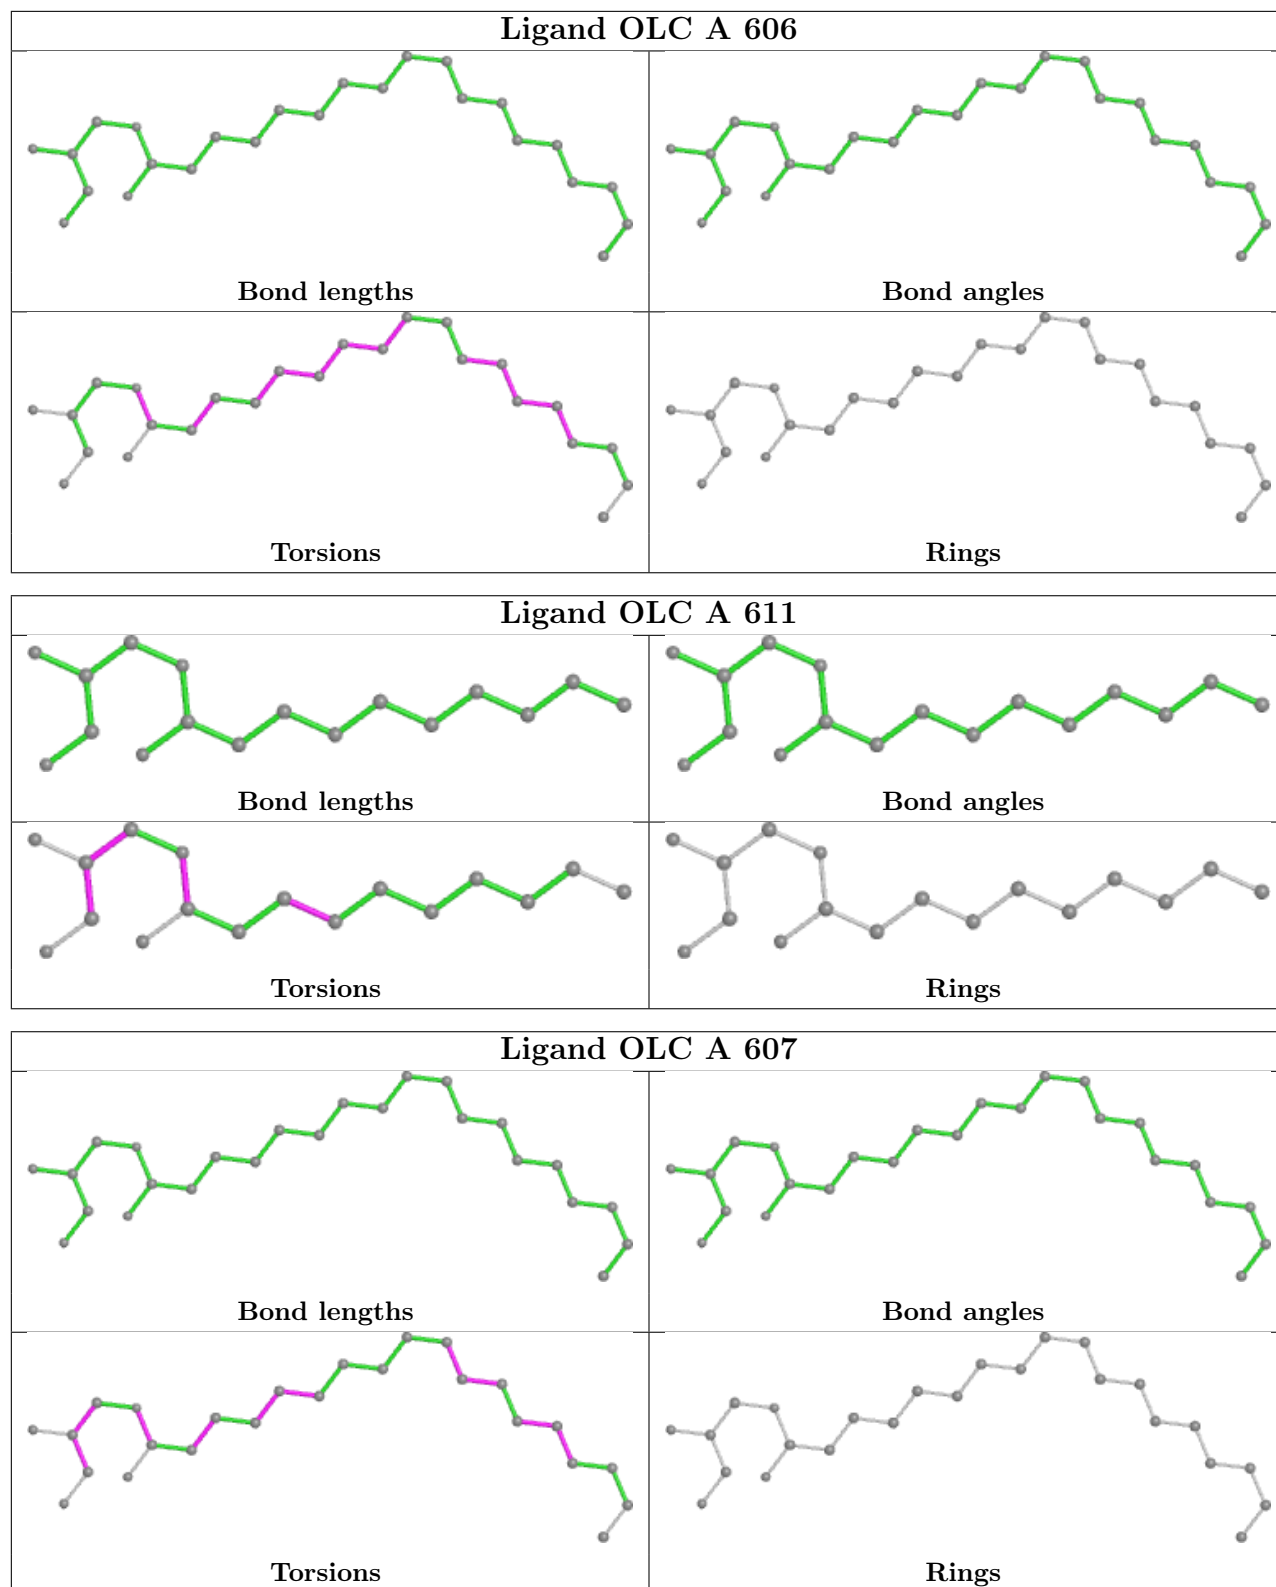 Ligand OLC A 606
Bond lengths
Bond angles
Torsions
Rings
Ligand OLC A 611
Bond lengths
Bond angles
Torsions
Rings
Ligand OLC A 607
Bond lengths
Bond angles
Torsions
Rings